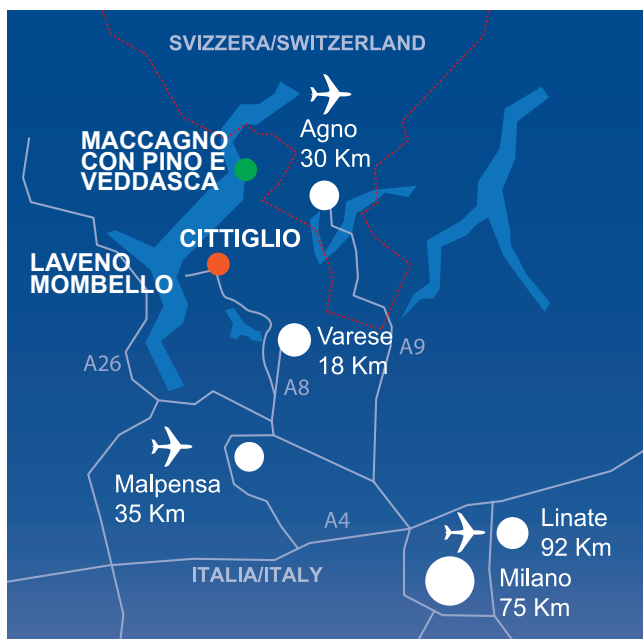 SVIZZERA/SWITZERLAND
Agno
30 Km
MACCAGNO
CON PINO E
VEDDASCA
CITTIGLIO
LAVENO
MOMBELLO
Varese
18 Km
A9
A26
A8
Malpensa
35 Km
A4
Linate
92 Km
ITALIA/ITALY
Milano
75 Km